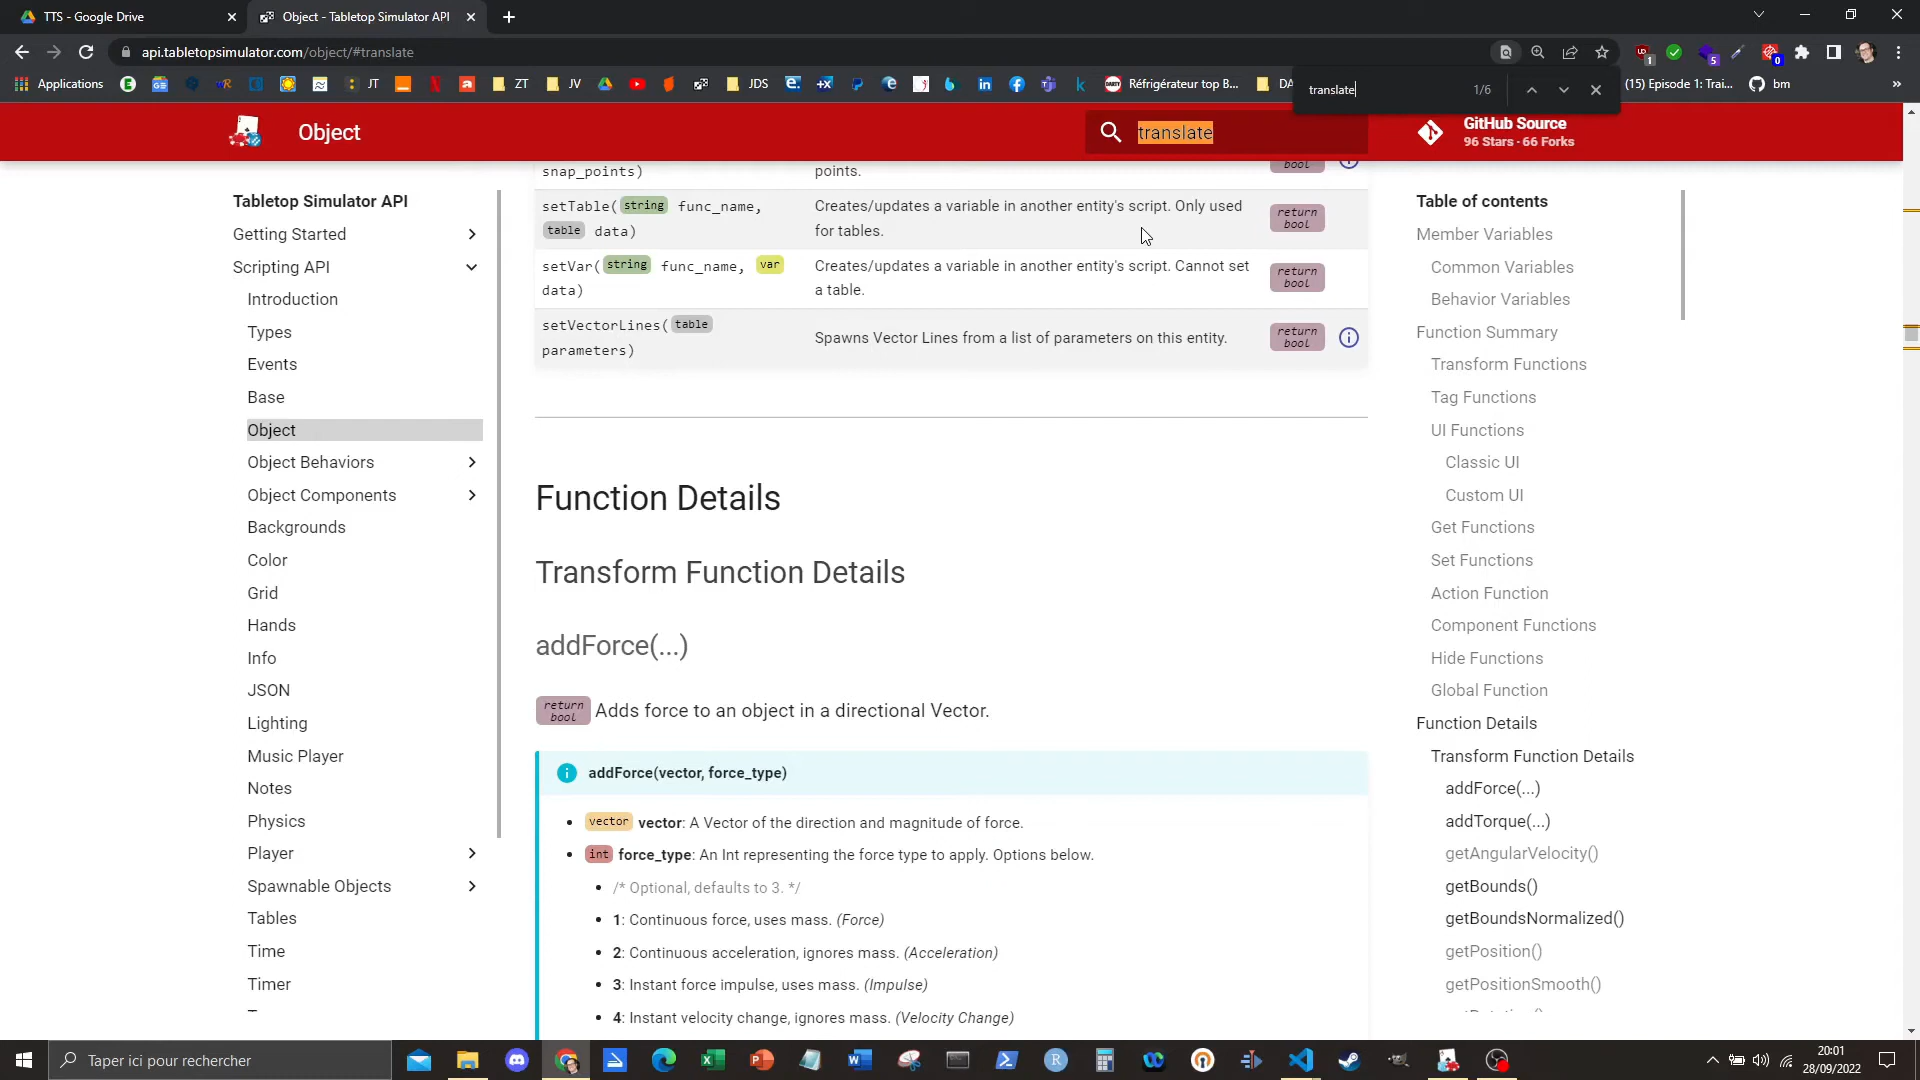 TTS - Google Drive
Object - Tabletop Simulator API
api.tabletopsimulator.com/object/#translate
1
5
0
Applications
JT
ZT
JV
JDS
Réfrigérateur top B...
DA
(15) Episode 1: Trai...
bm
translate
1/6
Object
translate
GitHub Source
96 Stars · 66 Forks
Tabletop Simulator API
Getting Started
Scripting API
Introduction
Types
Events
Base
Object
Object Behaviors
Object Components
Backgrounds
Color
Grid
Hands
Info
JSON
Lighting
Music Player
Notes
Physics
Player
Spawnable Objects
Tables
Time
Timer
snap_points)
points.
bool
setTable( string func_name,
table data)
Creates/updates a variable in another entity's script. Only used
for tables.
return
bool
setVar( string func_name, var
data)
Creates/updates a variable in another entity's script. Cannot set
a table.
return
bool
setVectorLines( table
parameters)
Spawns Vector Lines from a list of parameters on this entity.
return
bool
Function Details
Transform Function Details
addForce(...)
return
bool
Adds force to an object in a directional Vector.
addForce(vector, force_type)
vector vector: A Vector of the direction and magnitude of force.
int force_type: An Int representing the force type to apply. Options below.
/* Optional, defaults to 3. */
1: Continuous force, uses mass. (Force)
2: Continuous acceleration, ignores mass. (Acceleration)
3: Instant force impulse, uses mass. (Impulse)
4: Instant velocity change, ignores mass. (Velocity Change)
Table of contents
Member Variables
Common Variables
Behavior Variables
Function Summary
Transform Functions
Tag Functions
UI Functions
Classic UI
Custom UI
Get Functions
Set Functions
Action Function
Component Functions
Hide Functions
Global Function
Function Details
Transform Function Details
addForce(...)
addTorque(...)
getAngularVelocity()
getBounds()
getBoundsNormalized()
getPosition()
getPositionSmooth()
Taper ici pour rechercher
20:01
28/09/2022